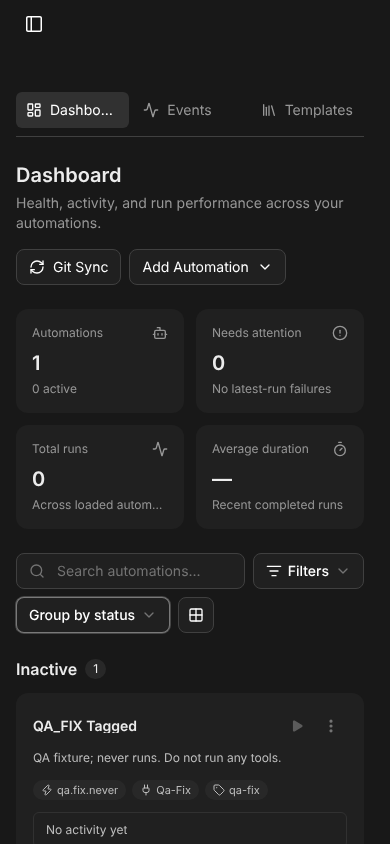 Dashbo...
Events
Templates
Dashboard
Health, activity, and run performance across your
automations.
Git Sync
Add Automation
Automations
1
0 active
Needs attention
0
No latest-run failures
Total runs
0
Across loaded autom...
Average duration
—
Recent completed runs
Search automations...
Filters
Group by status
Inactive 1
QA_FIX Tagged
QA fixture; never runs. Do not run any tools.
qa.fix.never
Qa-Fix
qa-fix
No activity yet